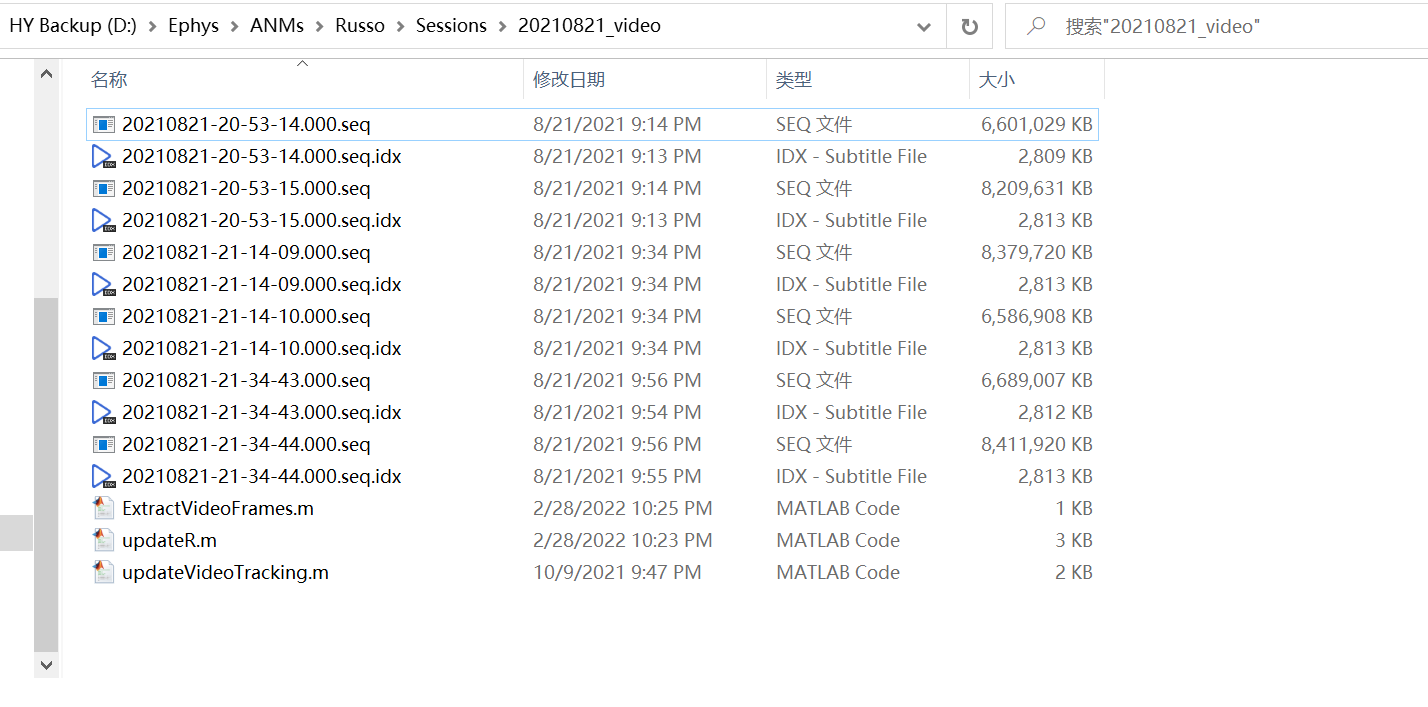 HY Backup (D:) > Ephys > ANMs > Russo > Sessions > 20210821_video 搜索"20210821_video"
名称 修改日期 类型 大小
20210821-20-53-14.000.seq 8/21/2021 9:14 PM SEQ 文件 6,601,029 KB
20210821-20-53-14.000.seq.idx 8/21/2021 9:13 PM IDX - Subtitle File 2,809 KB
20210821-20-53-15.000.seq 8/21/2021 9:14 PM SEQ 文件 8,209,631 KB
20210821-20-53-15.000.seq.idx 8/21/2021 9:13 PM IDX - Subtitle File 2,813 KB
20210821-21-14-09.000.seq 8/21/2021 9:34 PM SEQ 文件 8,379,720 KB
20210821-21-14-09.000.seq.idx 8/21/2021 9:34 PM IDX - Subtitle File 2,813 KB
20210821-21-14-10.000.seq 8/21/2021 9:34 PM SEQ 文件 6,586,908 KB
20210821-21-14-10.000.seq.idx 8/21/2021 9:34 PM IDX - Subtitle File 2,813 KB
20210821-21-34-43.000.seq 8/21/2021 9:56 PM SEQ 文件 6,689,007 KB
20210821-21-34-43.000.seq.idx 8/21/2021 9:54 PM IDX - Subtitle File 2,812 KB
20210821-21-34-44.000.seq 8/21/2021 9:56 PM SEQ 文件 8,411,920 KB
20210821-21-34-44.000.seq.idx 8/21/2021 9:55 PM IDX - Subtitle File 2,813 KB
ExtractVideoFrames.m 2/28/2022 10:25 PM MATLAB Code 1 KB
updateR.m 2/28/2022 10:23 PM MATLAB Code 3 KB
updateVideoTracking.m 10/9/2021 9:47 PM MATLAB Code 2 KB